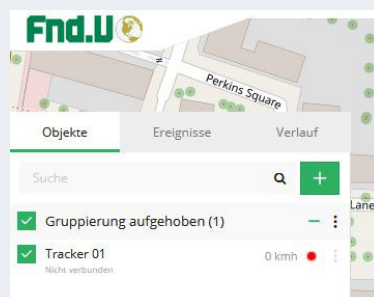 Fnd.U
Perkins Square
Objekte Ereignisse Verlauf
Suche
Lane
Gruppierung aufgehoben (1)
Tracker 01 0 kmh
Nicht verbunden